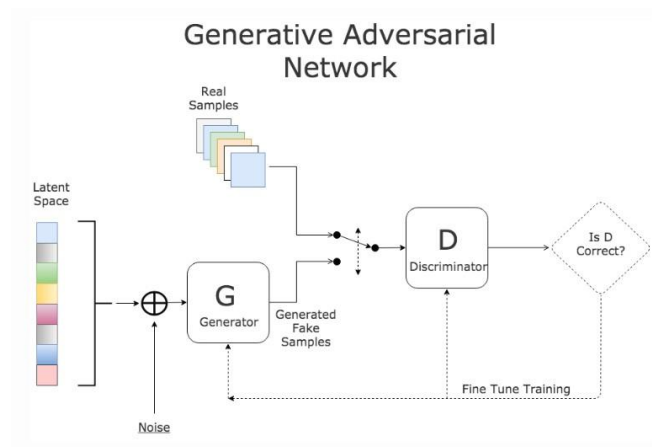 Generative Adversarial
Network
Real
Samples
Latent
Space
D
Discriminator
Is D
Correct?
G
Generator
Generated
Fake
Samples
Fine Tune Training
Noise